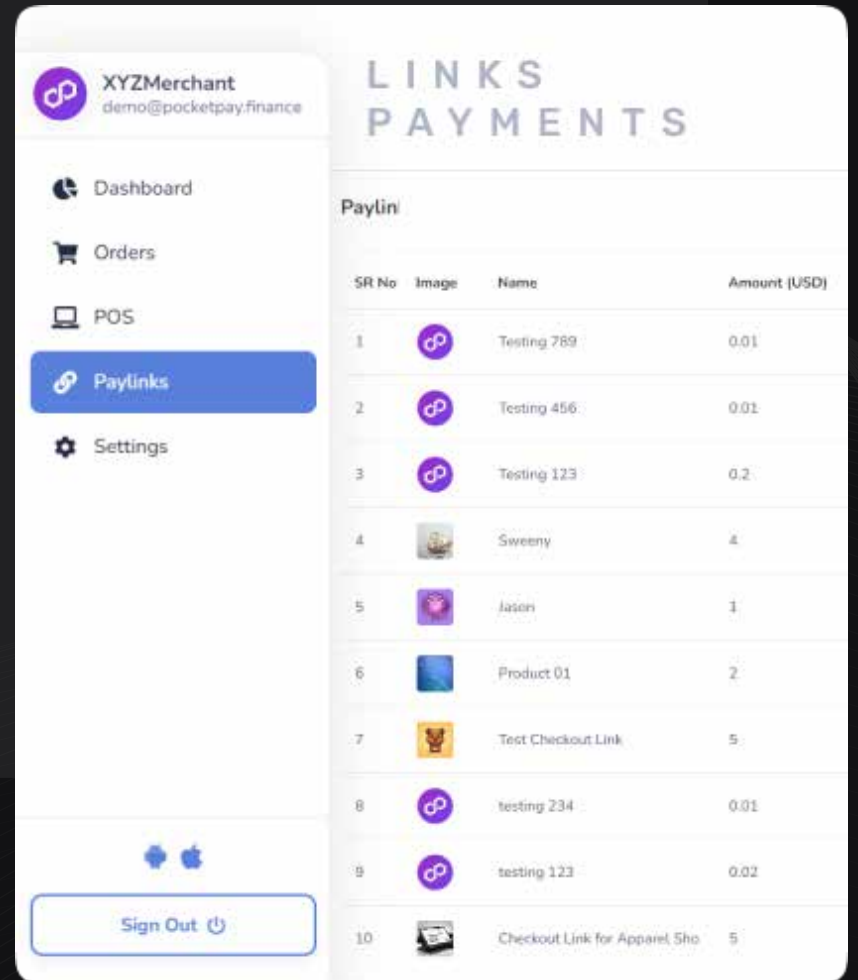 XYZMerchant
demo@pocketpay.finance
Dashboard
Orders
POS
Paylinks
Settings
Sign Out
LINKS
PAYMENTS
Paylin
SR No Image Name Amount (USD)
1 Testing 789 0.01
2 Testing 456 0.01
3 Testing 123 0.2
4 Sweeny 4
5 Jason 1
6 Product 01 2
7 Test Checkout Link 5
8 testing 234 0.01
9 testing 123 0.02
10 Checkout Link for Apparel Sho 5